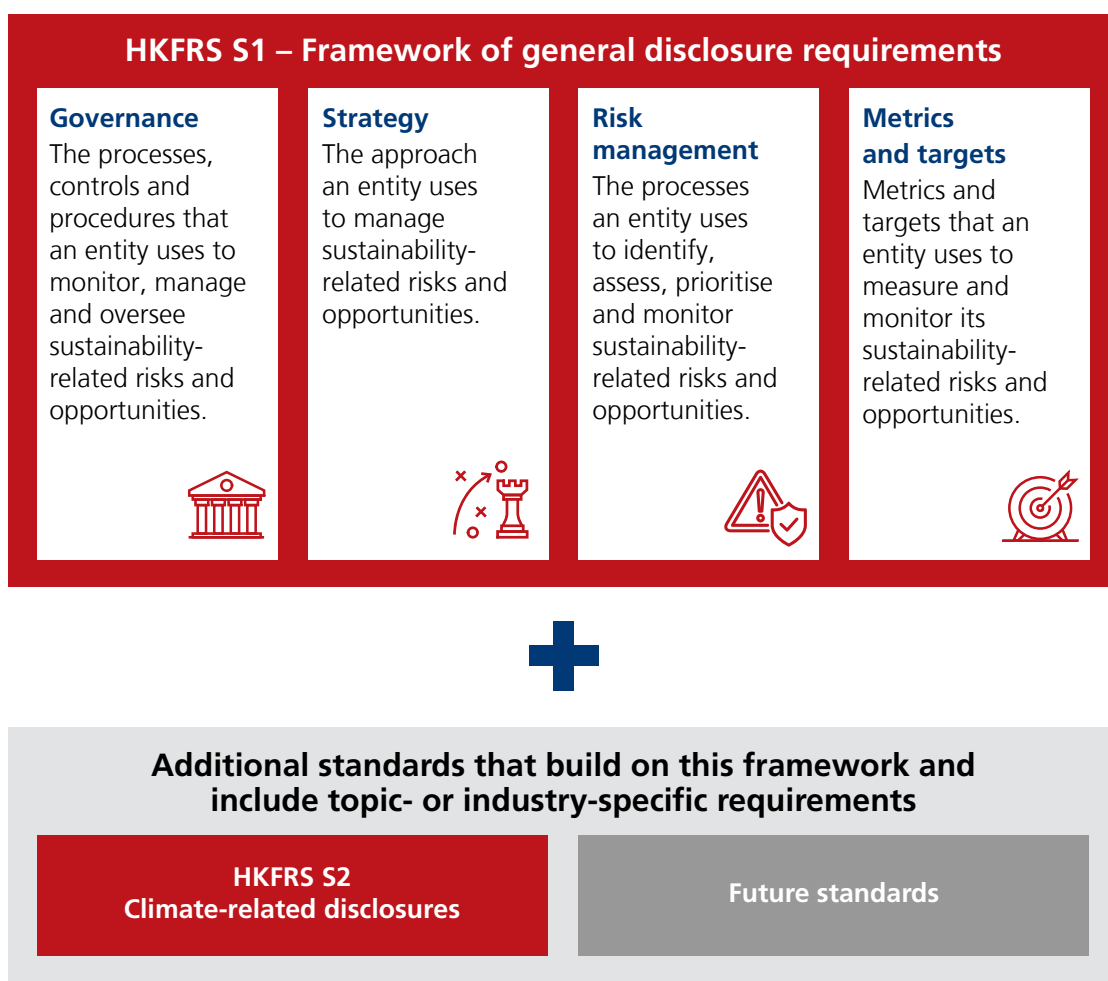 HKFRS S1 – Framework of general disclosure requirements
Governance
The processes,
controls and
procedures that
an entity uses to
monitor, manage
and oversee
sustainability-
related risks and
opportunities.
Strategy
The approach
an entity uses
to manage
sustainability-
related risks and
opportunities.
Risk
management
The processes
an entity uses
to identify,
assess, prioritise
and monitor
sustainability-
related risks and
opportunities.
Metrics
and targets
Metrics and
targets that an
entity uses to
measure and
monitor its
sustainability-
related risks and
opportunities.
Additional standards that build on this framework and
include topic- or industry-specific requirements
HKFRS S2
Climate-related disclosures
Future standards